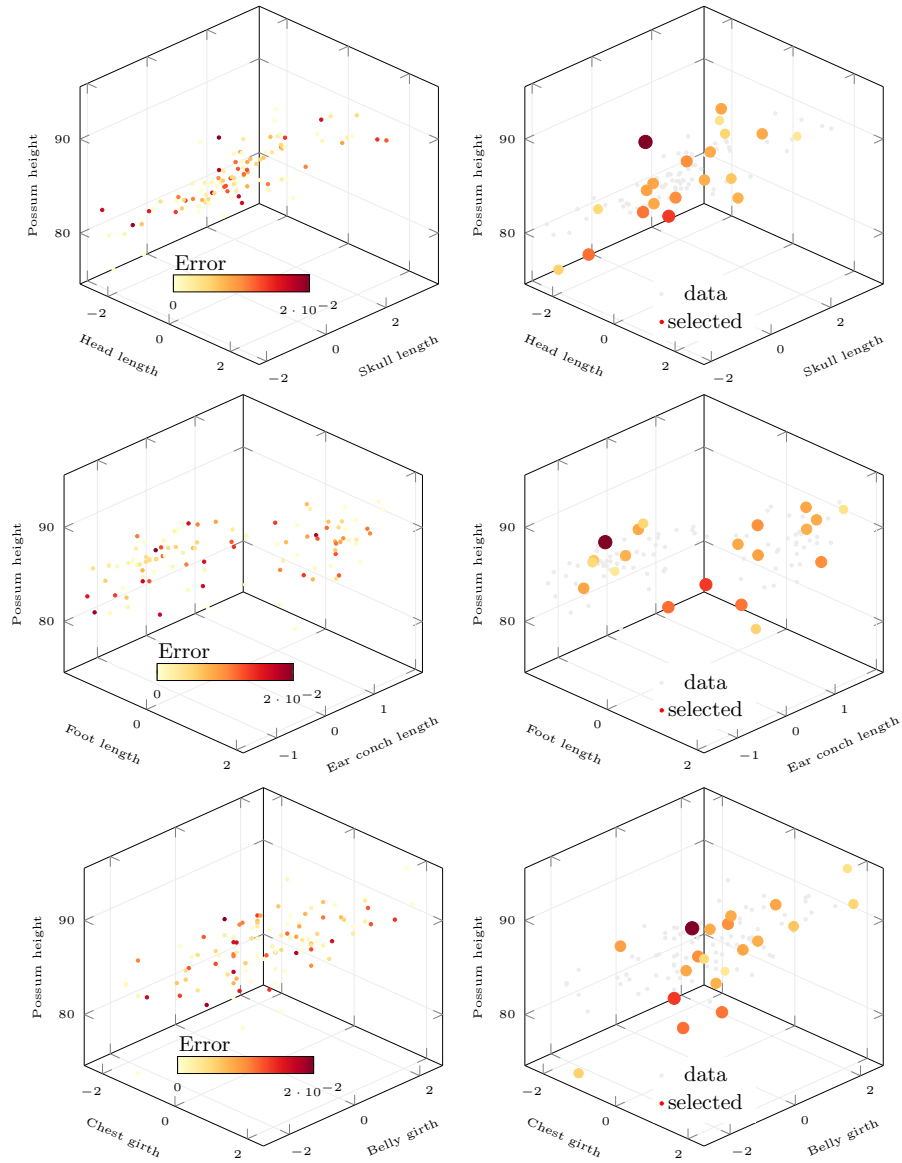 90
80
Possum height
Error
0
2 · 10⁻²
−2
0
2
Head length
−2
0
2
Skull length
90
80
Possum height
data
selected
−2
0
2
Head length
−2
0
2
Skull length
90
80
Possum height
Error
0
2 · 10⁻²
0
2
Foot length
−1
0
1
Ear conch length
90
80
Possum height
data
selected
0
2
Foot length
−1
0
1
Ear conch length
90
80
Possum height
Error
0
2 · 10⁻²
−2
0
2
Chest girth
−2
0
2
Belly girth
90
80
Possum height
data
selected
−2
0
2
Chest girth
−2
0
2
Belly girth